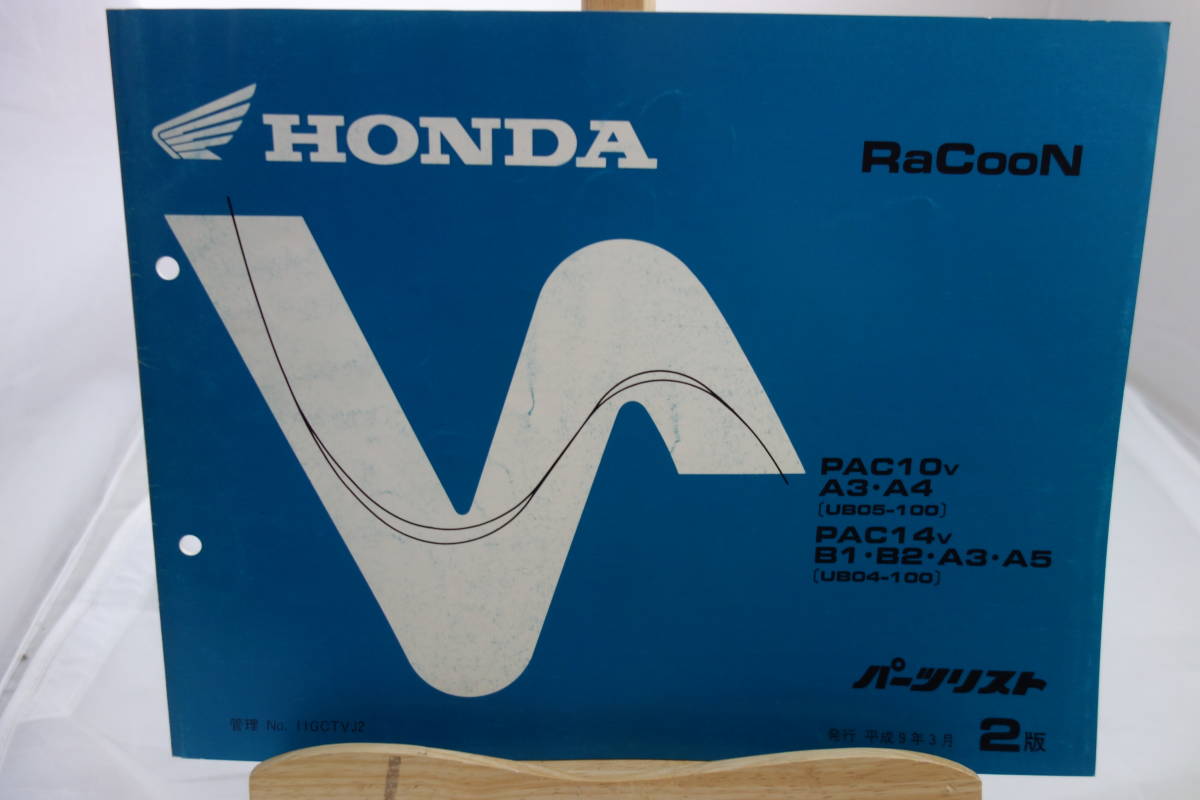 HONDA
RaCooN
PAC10V
A3・A4
〔UB05-100〕
PAC14V
B1・B2・A3・A5
〔UB04-100〕
パーツリスト
管理 No. 11GCTVJ2
発行 平成9年3月 2版